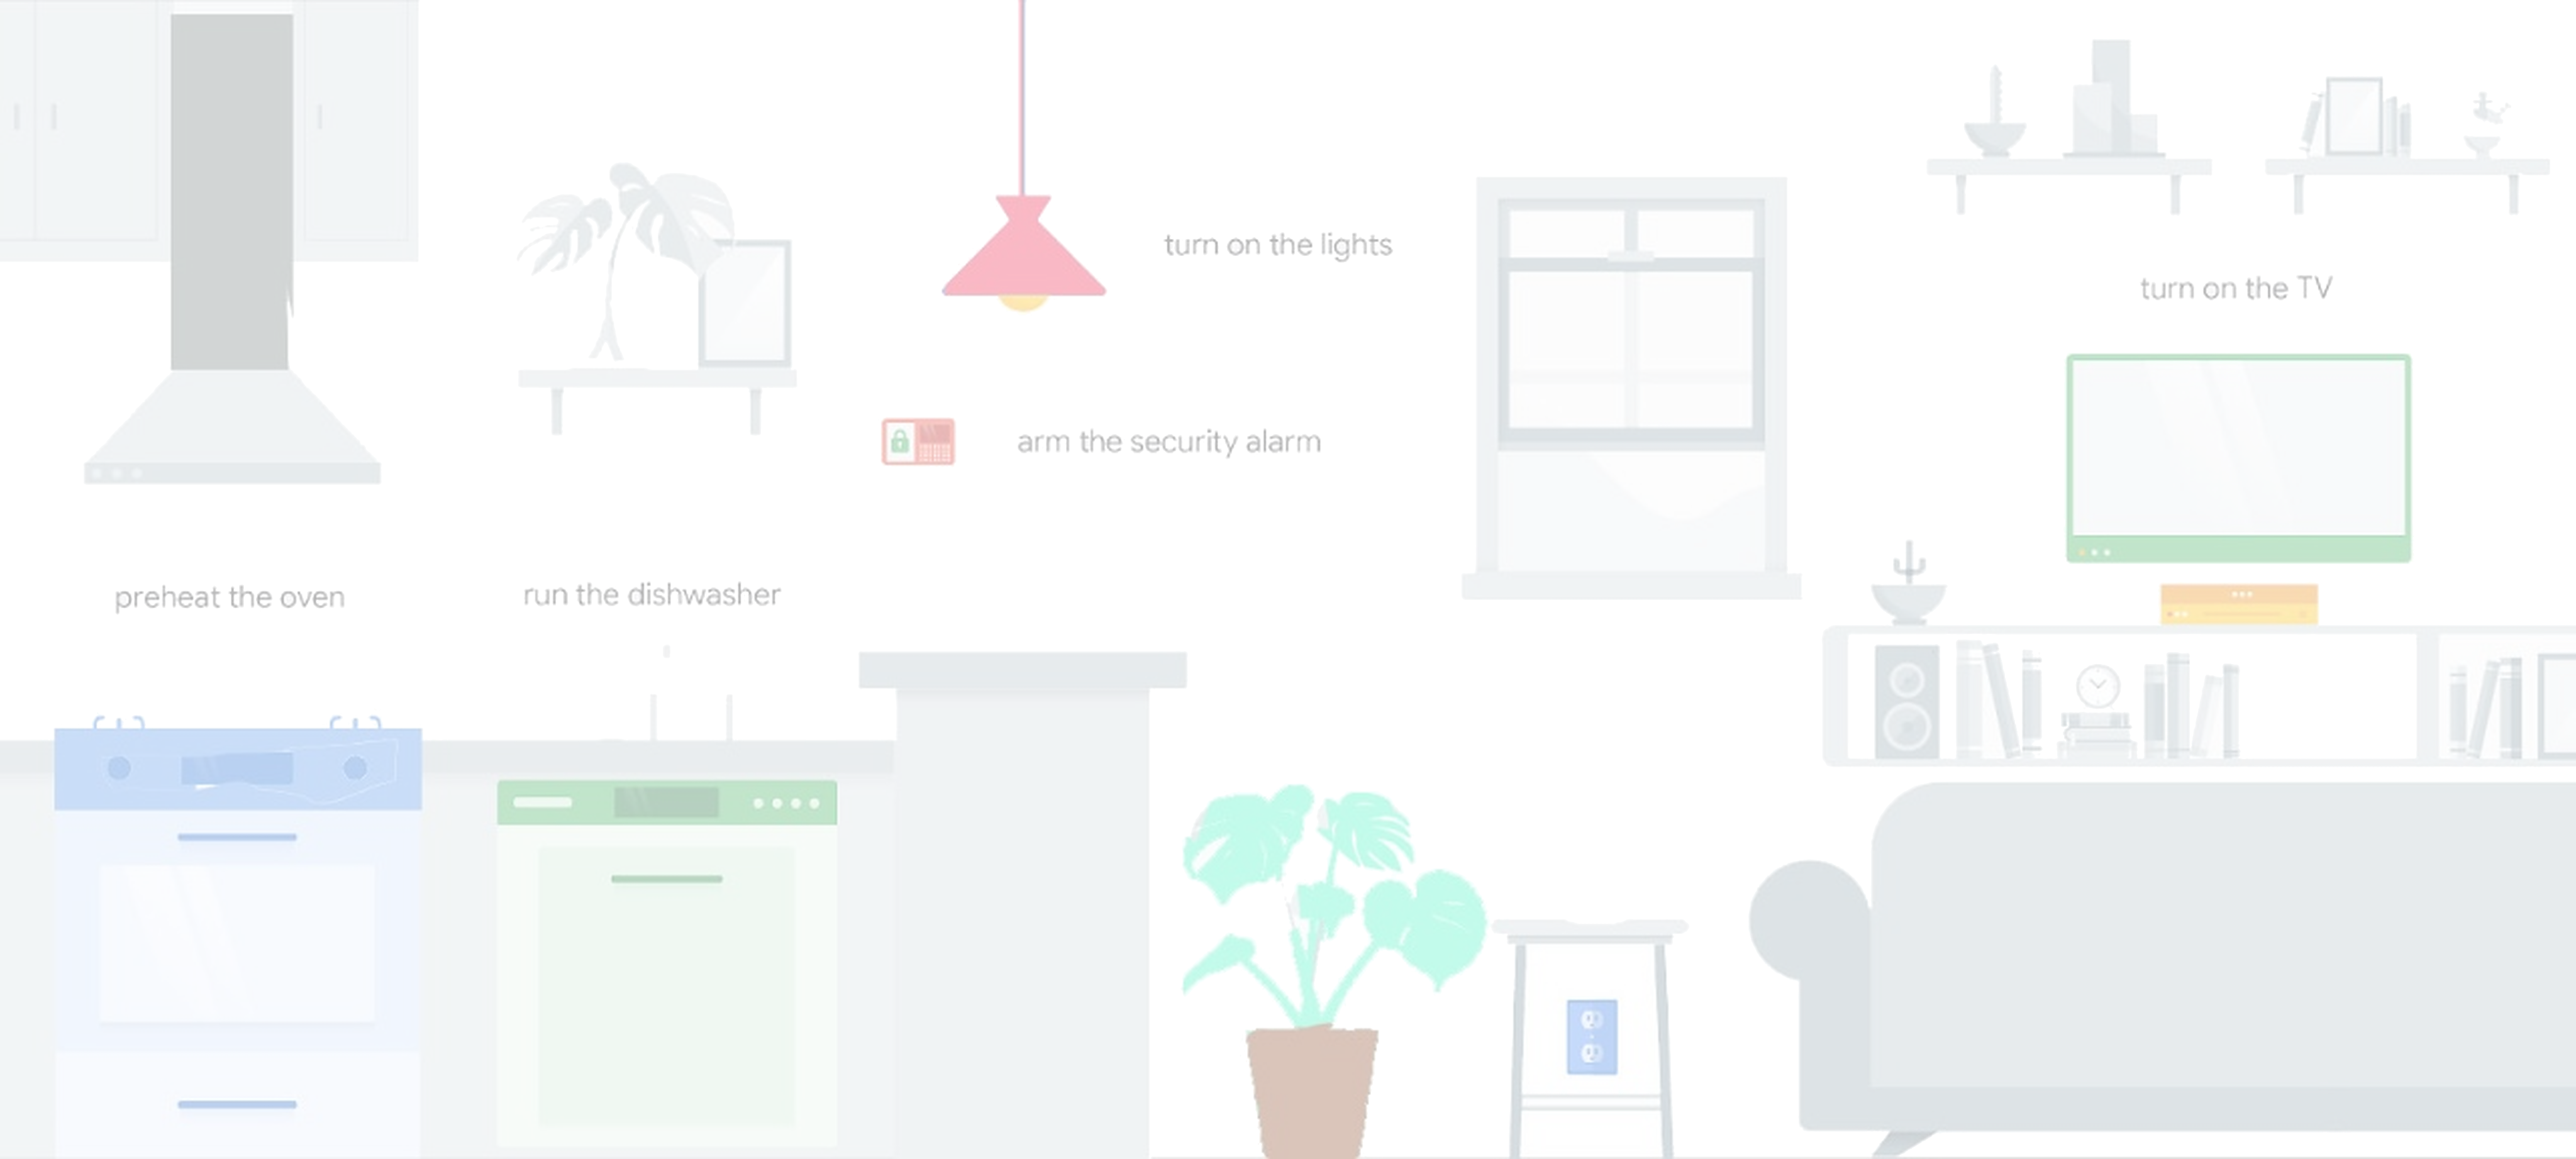 turn on the lights
turn on the TV
arm the security alarm
preheat the oven
run the dishwasher